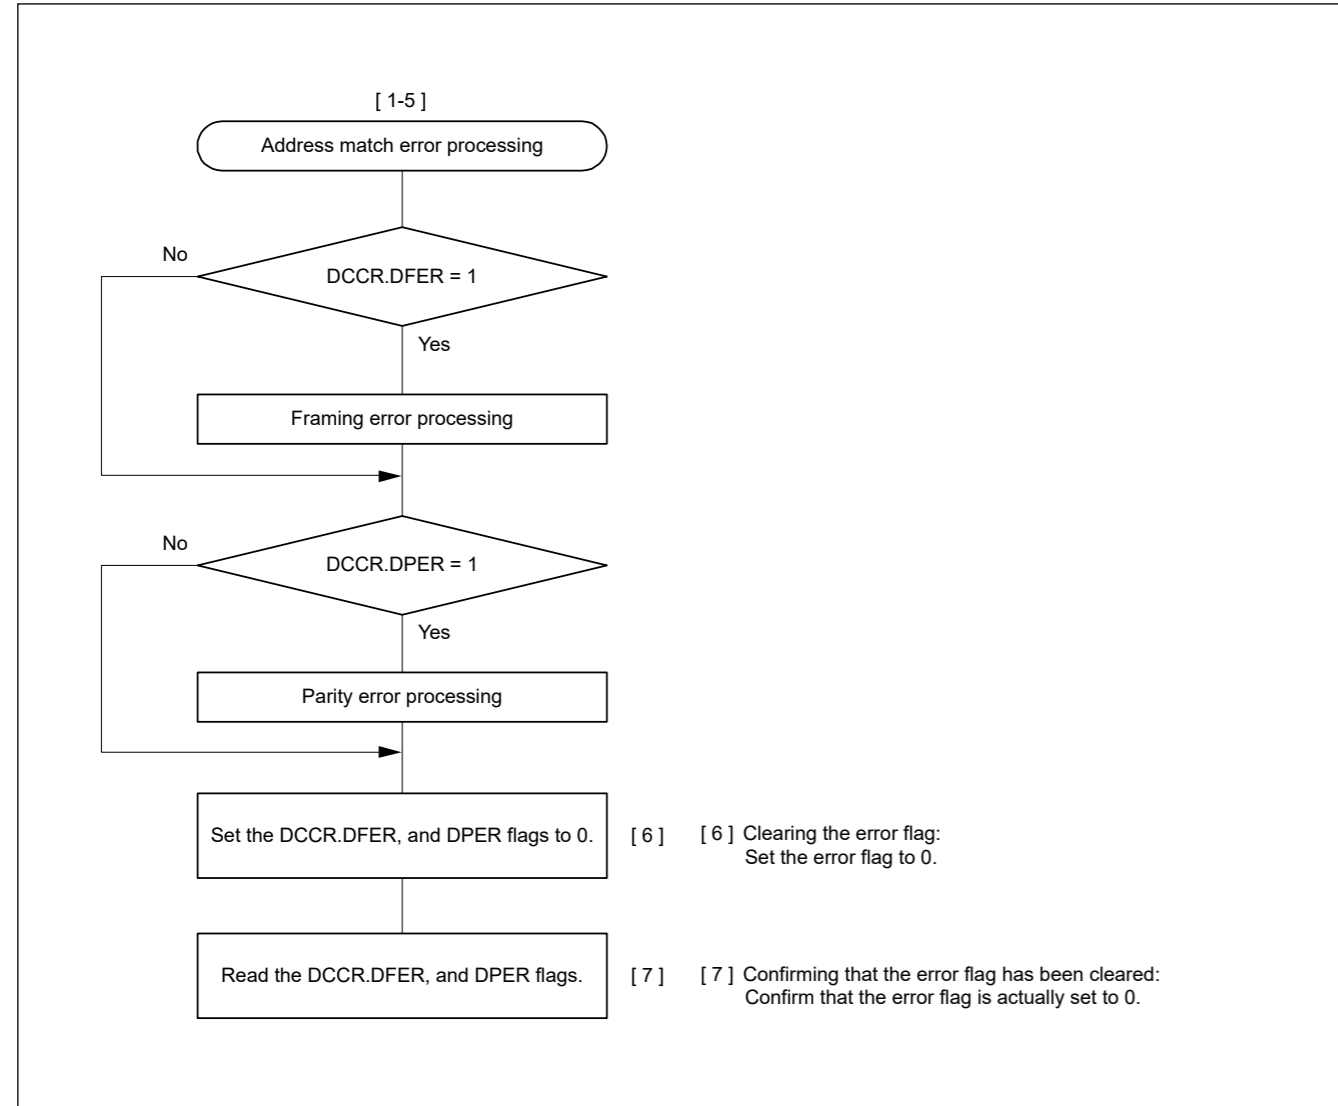 [ 1-5 ]
Address match error processing
No
DCCR.DFER = 1
Yes
Framing error processing
No
DCCR.DPER = 1
Yes
Parity error processing
Set the DCCR.DFER, and DPER flags to 0.
[ 6 ]
[ 6 ] Clearing the error flag:
Set the error flag to 0.
Read the DCCR.DFER, and DPER flags.
[ 7 ]
[ 7 ] Confirming that the error flag has been cleared:
Confirm that the error flag is actually set to 0.